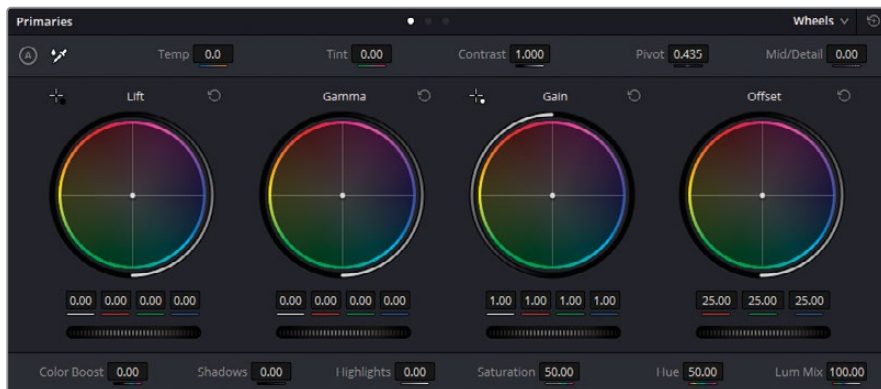 Primaries Wheels
A Temp 0.0 Tint 0.00 Contrast 1.000 Pivot 0.435 Mid/Detail 0.00
Lift Gamma Gain Offset
0.00 0.00 0.00 0.00 0.00 0.00 0.00 0.00 1.00 1.00 1.00 1.00 25.00 25.00 25.00
Color Boost 0.00 Shadows 0.00 Highlights 0.00 Saturation 50.00 Hue 50.00 Lum Mix 100.00